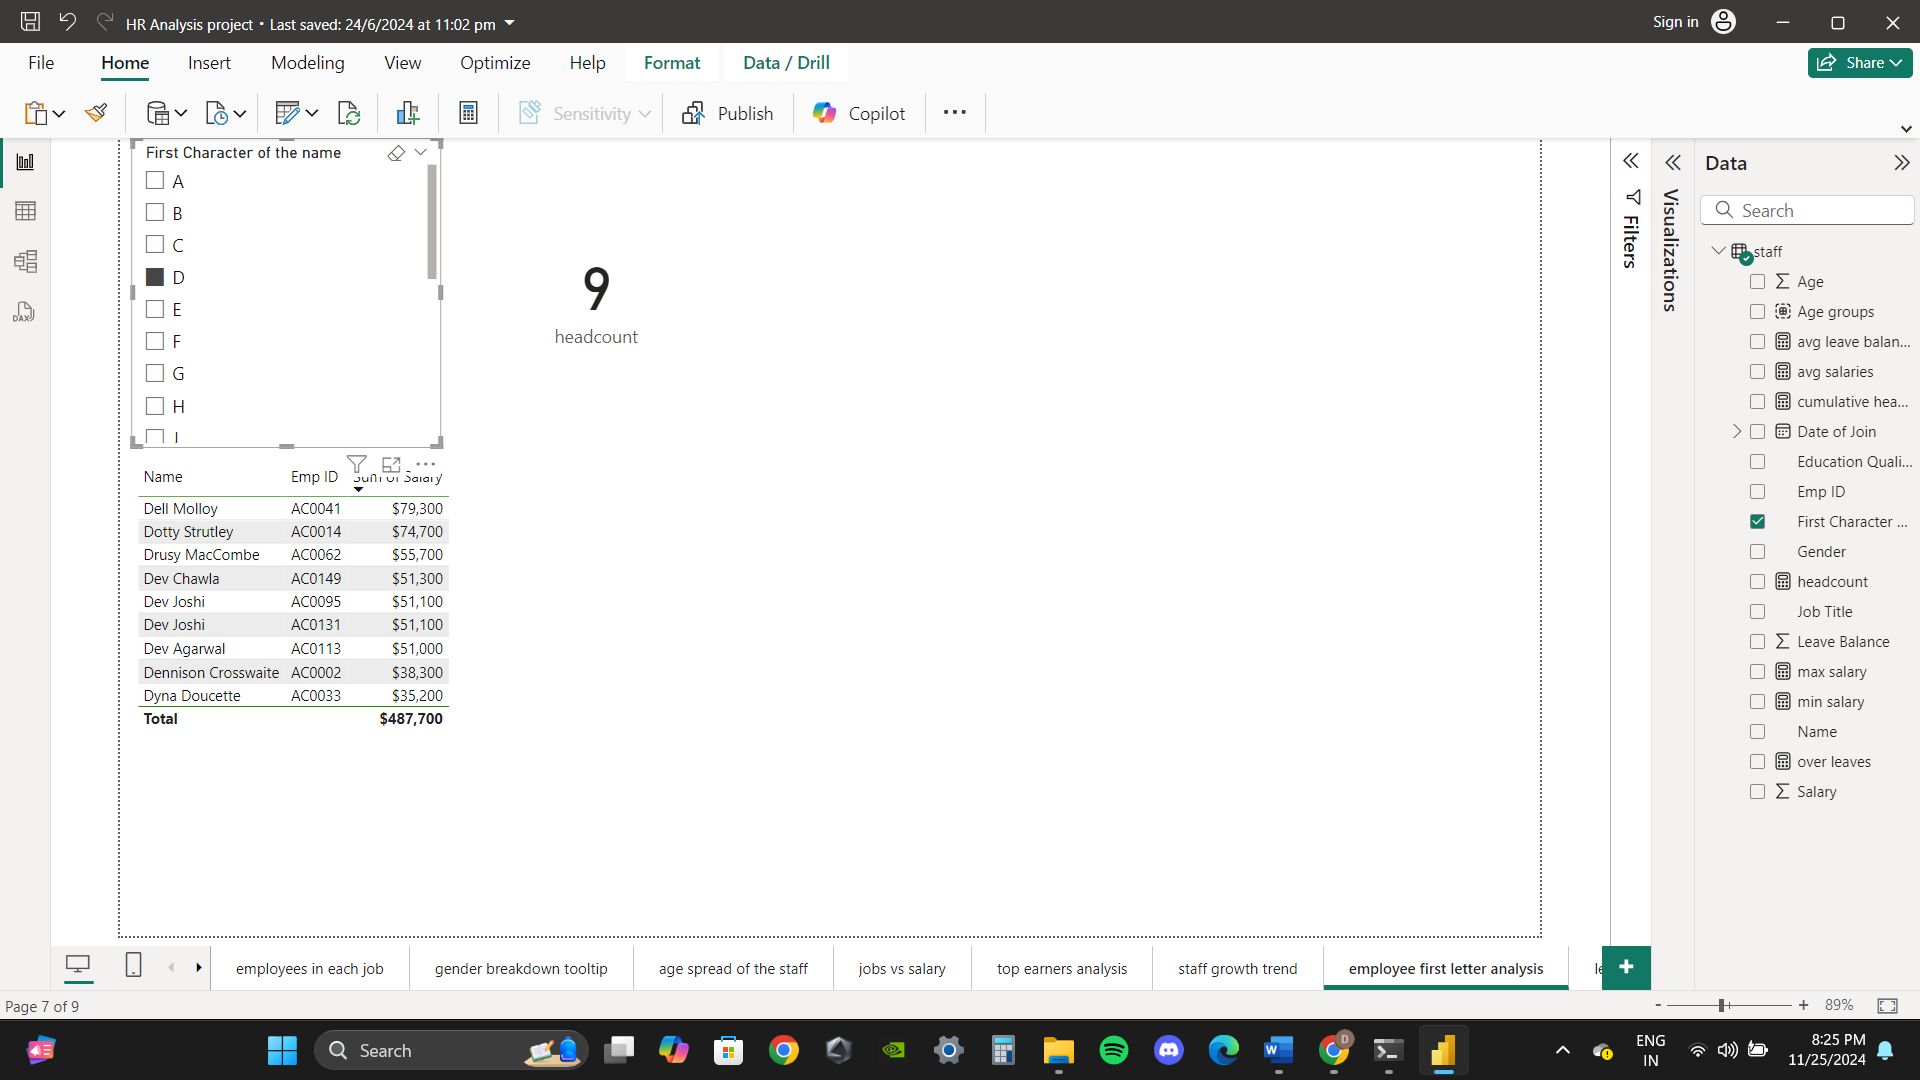 HR Analysis project • Last saved: 24/6/2024 at 11:02 pm
Sign in
File
Home
Insert
Modeling
View
Optimize
Help
Format
Data / Drill
Share
Sensitivity
Publish
Copilot
First Character of the name
A
B
C
D
E
F
G
H
9
headcount
Name Emp ID Sum of Salary
Dell Molloy AC0041 $79,300
Dotty Strutley AC0014 $74,700
Drusy MacCombe AC0062 $55,700
Dev Chawla AC0149 $51,300
Dev Joshi AC0095 $51,100
Dev Joshi AC0131 $51,100
Dev Agarwal AC0113 $51,000
Dennison Crosswaite AC0002 $38,300
Dyna Doucette AC0033 $35,200
Total $487,700
Filters
Visualizations
Data
Search
staff
Age
Age groups
avg leave balan...
avg salaries
cumulative hea...
Date of Join
Education Quali...
Emp ID
First Character ...
Gender
headcount
Job Title
Leave Balance
max salary
min salary
Name
over leaves
Salary
DAX
employees in each job
gender breakdown tooltip
age spread of the staff
jobs vs salary
top earners analysis
staff growth trend
employee first letter analysis
Page 7 of 9
- + 89%
Search
ENG
IN
8:25 PM
11/25/2024